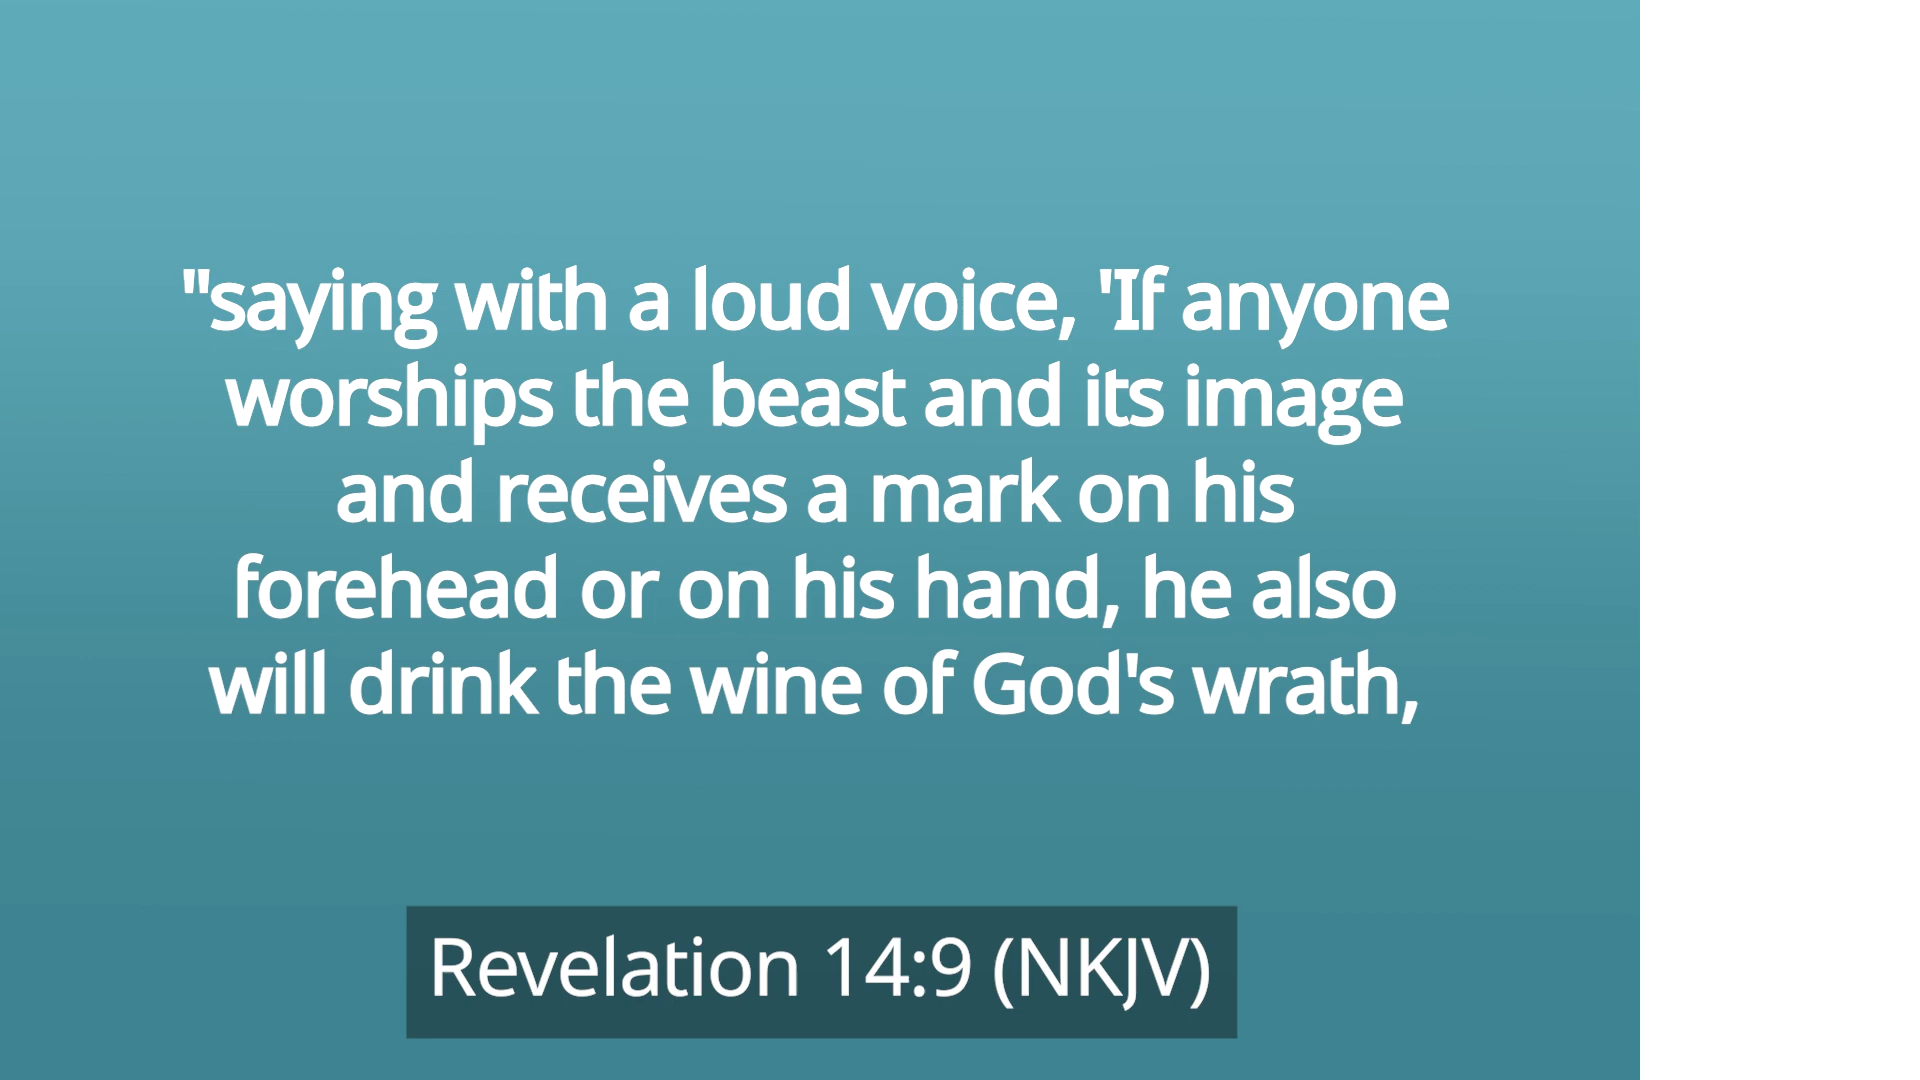 "saying with a loud voice, 'If anyone
worships the beast and its image
and receives a mark on his
forehead or on his hand, he also
will drink the wine of God's wrath,
Revelation 14:9 (NKJV)